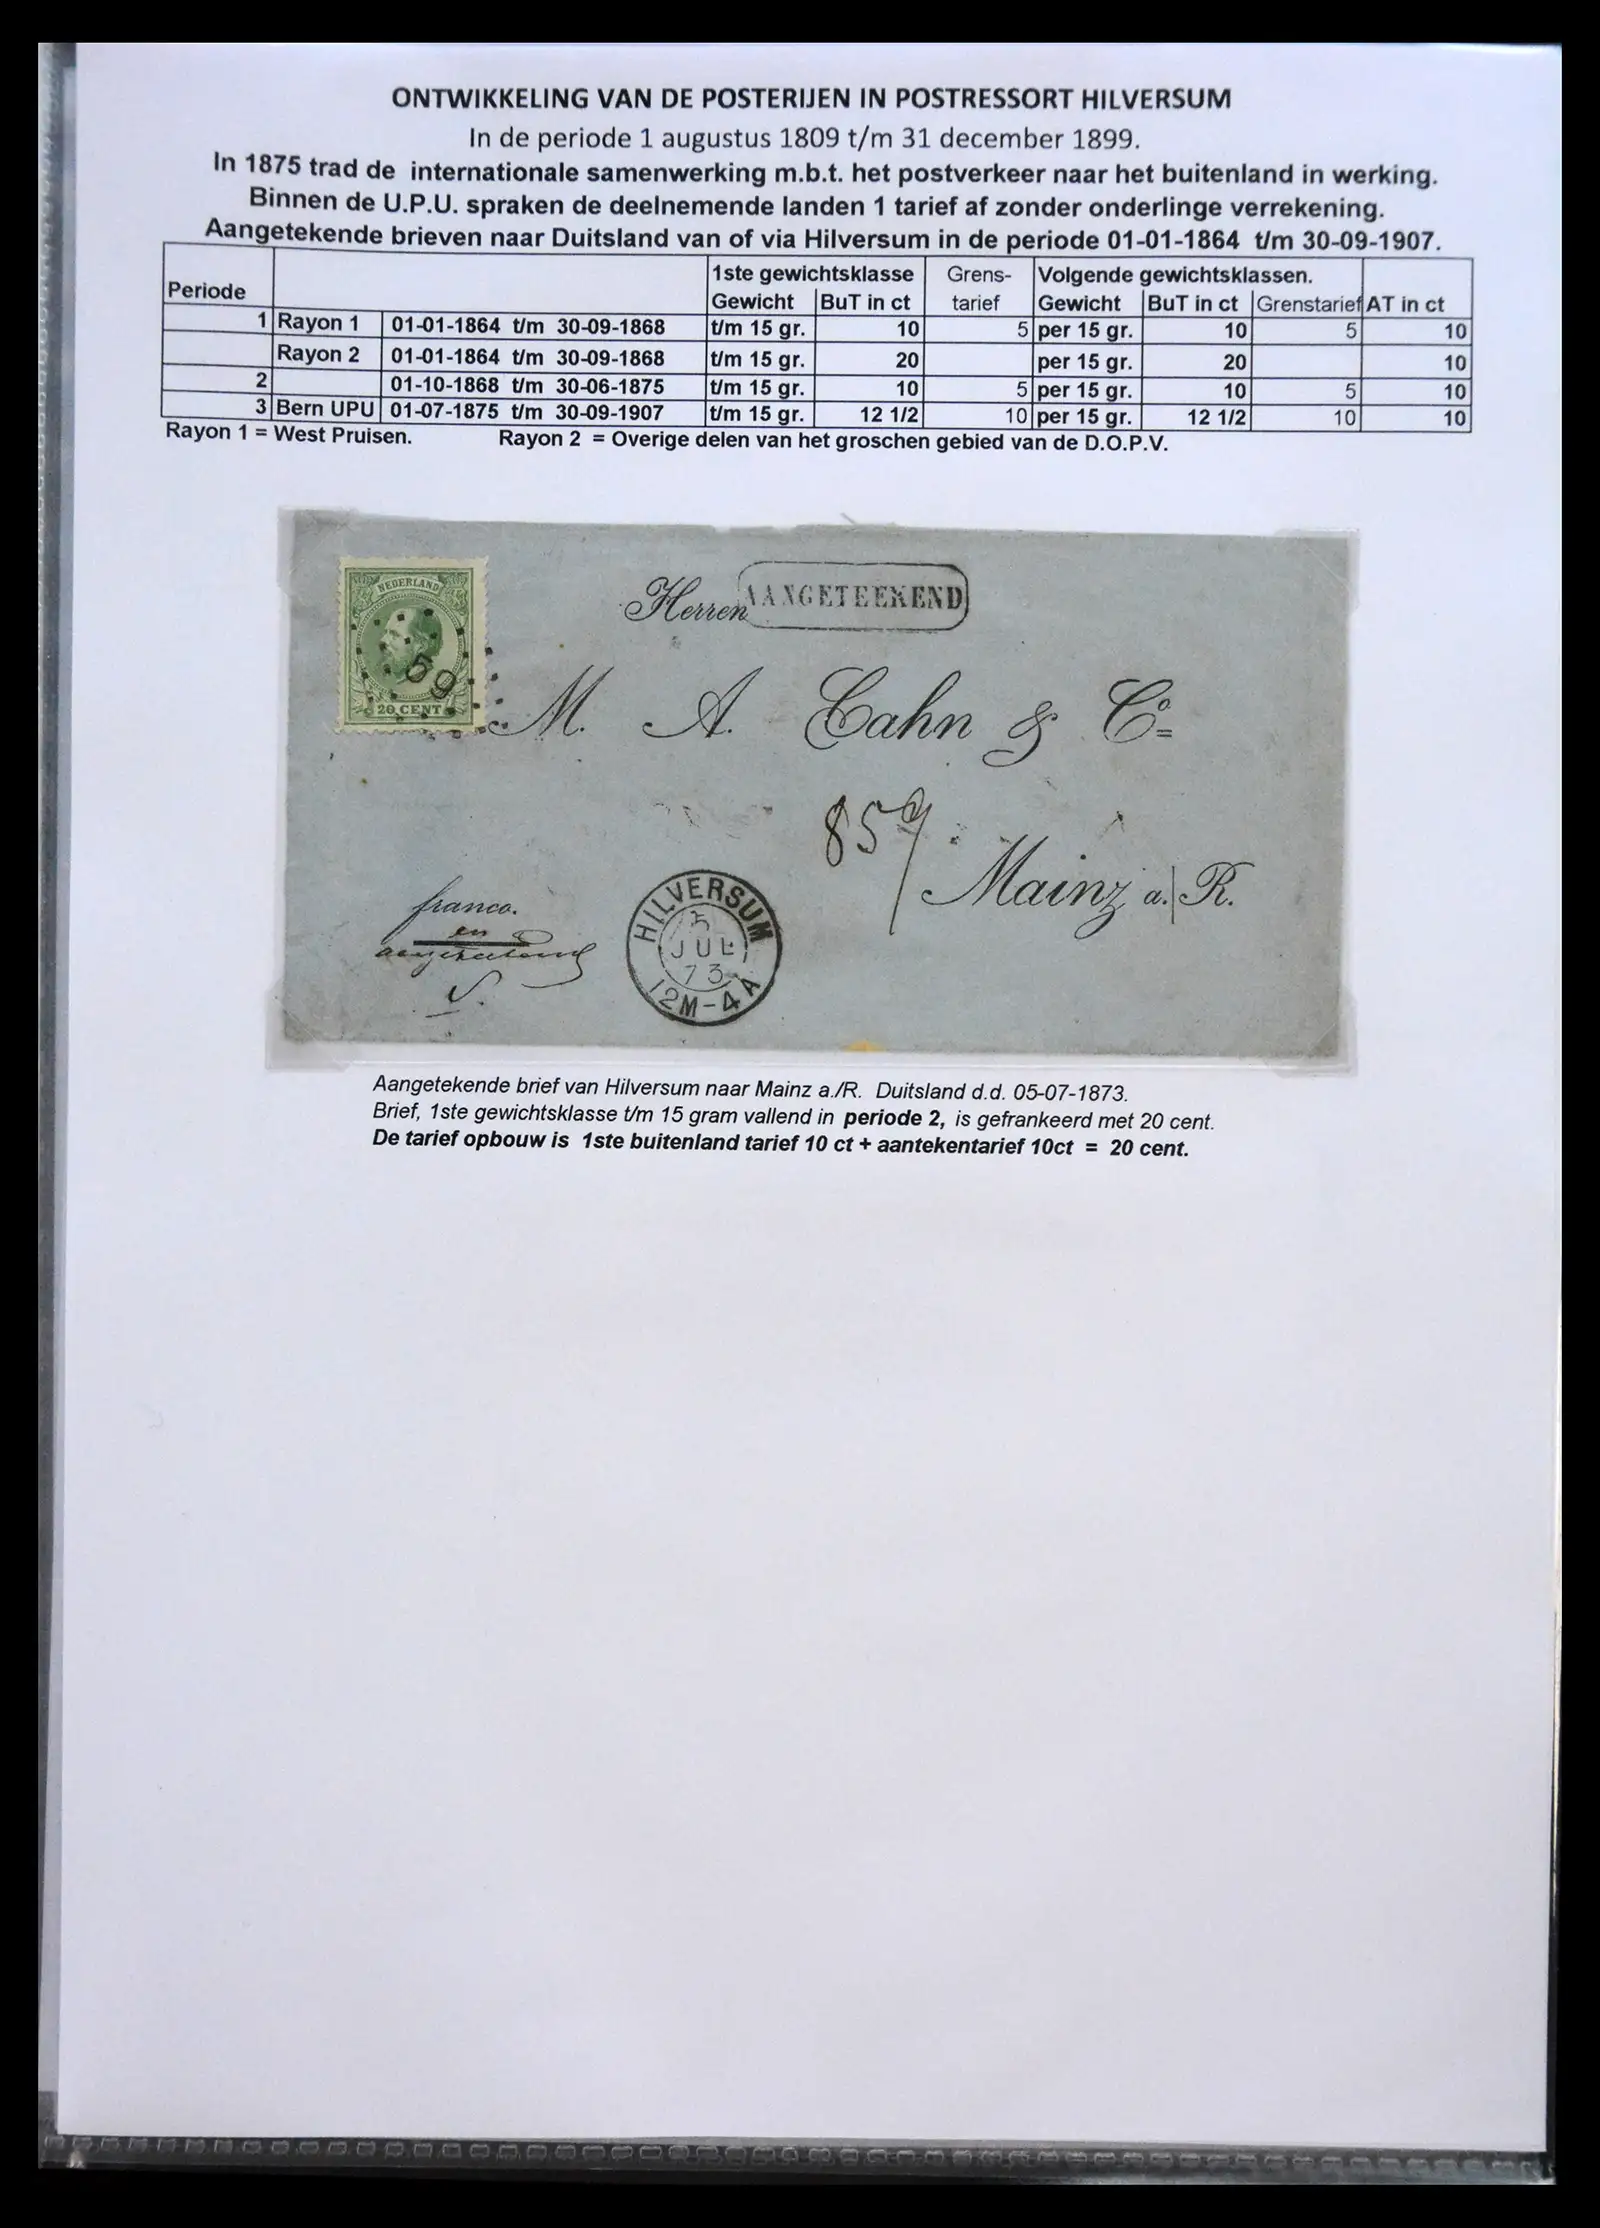 ONTWIKKELING VAN DE POSTERIJEN IN POSTRESSORT HILVERSUM
In de periode 1 augustus 1809 t/m 31 december 1899.
In 1875 trad de internationale samenwerking m.b.t. het postverkeer naar het buitenland in werking.
Binnen de U.P.U. spraken de deelnemende landen 1 tarief af zonder onderlinge verrekening.
Aangetekende brieven naar Duitsland van of via Hilversum in de periode 01-01-1864 t/m 30-09-1907.
1ste gewichtsklasse Grens- Volgende gewichtsklassen.
Periode Gewicht BuT in ct tarief Gewicht BuT in ct Grenstarief AT in ct
1 Rayon 1 01-01-1864 t/m 30-09-1868 t/m 15 gr. 10 5 per 15 gr. 10 5 10
Rayon 2 01-01-1864 t/m 30-09-1868 t/m 15 gr. 20 per 15 gr. 20 10
2 01-10-1868 t/m 30-06-1875 t/m 15 gr. 10 5 per 15 gr. 10 5 10
3 Bern UPU 01-07-1875 t/m 30-09-1907 t/m 15 gr. 12 1/2 10 per 15 gr. 12 1/2 10 10
Rayon 1 = West Pruisen. Rayon 2 = Overige delen van het groschen gebied van de D.O.P.V.
NEDERLAND
59
20 CENT
Herren AANGETEEKEND
M. A. Cahn & Co
859
Mainz a. R.
franco.
en
aangeteekend
HILVERSUM
5
JUL
73
12M-4A
Aangetekende brief van Hilversum naar Mainz a./R. Duitsland d.d. 05-07-1873.
Brief, 1ste gewichtsklasse t/m 15 gram vallend in periode 2, is gefrankeerd met 20 cent.
De tarief opbouw is 1ste buitenland tarief 10 ct + aantekentarief 10ct = 20 cent.